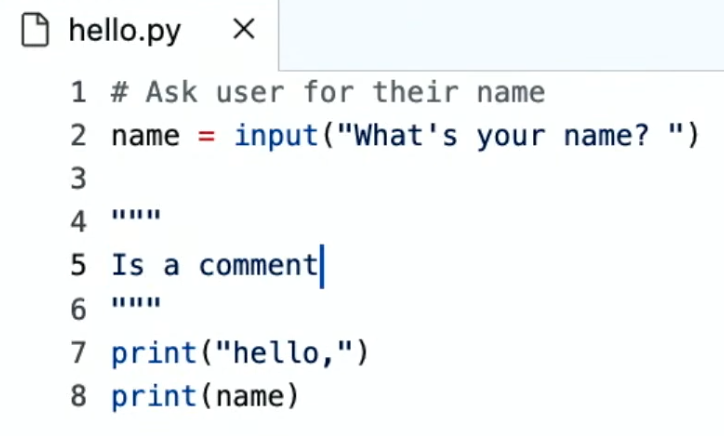 hello.py
1 # Ask user for their name
2 name = input("What's your name? ")
3
4 """
5 Is a comment
6 """
7 print("hello,")
8 print(name)